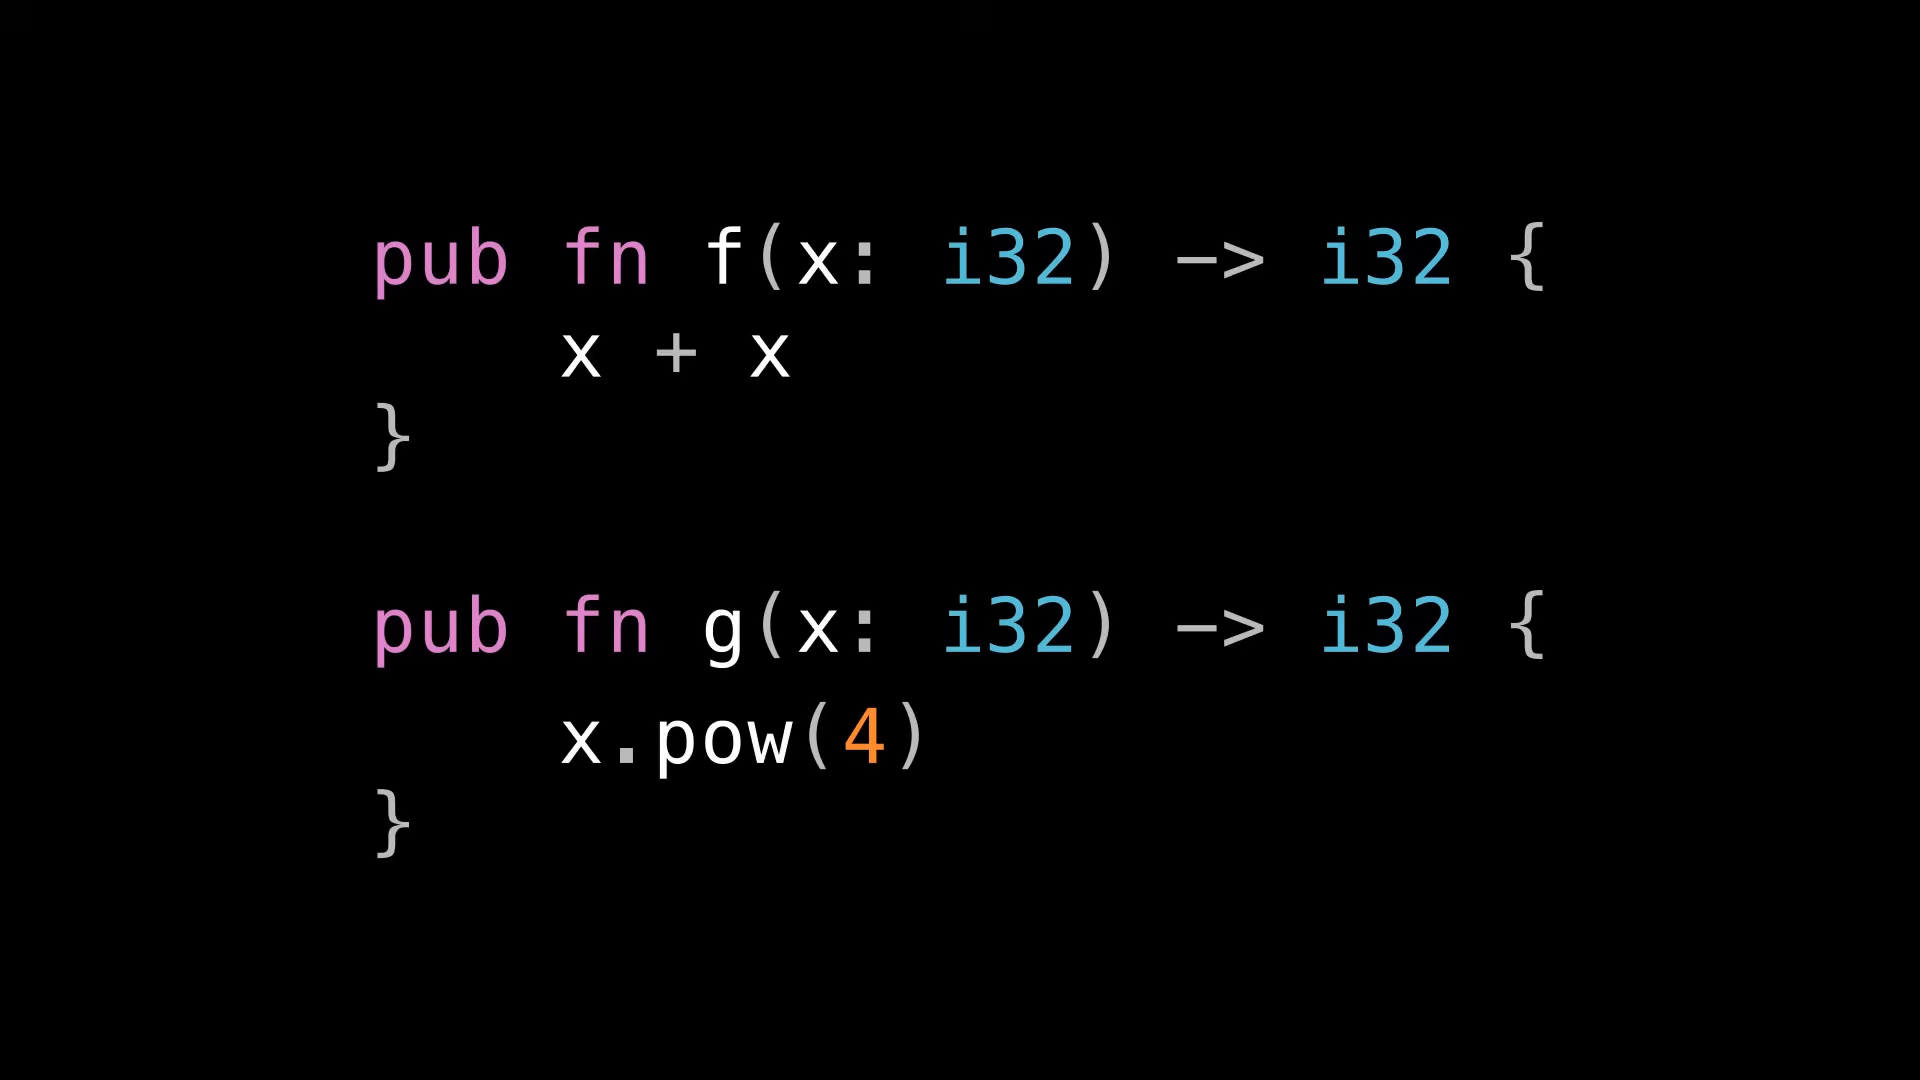 pub fn f(x: i32) -> i32 {
    x + x
}
pub fn g(x: i32) -> i32 {
    x.pow(4)
}